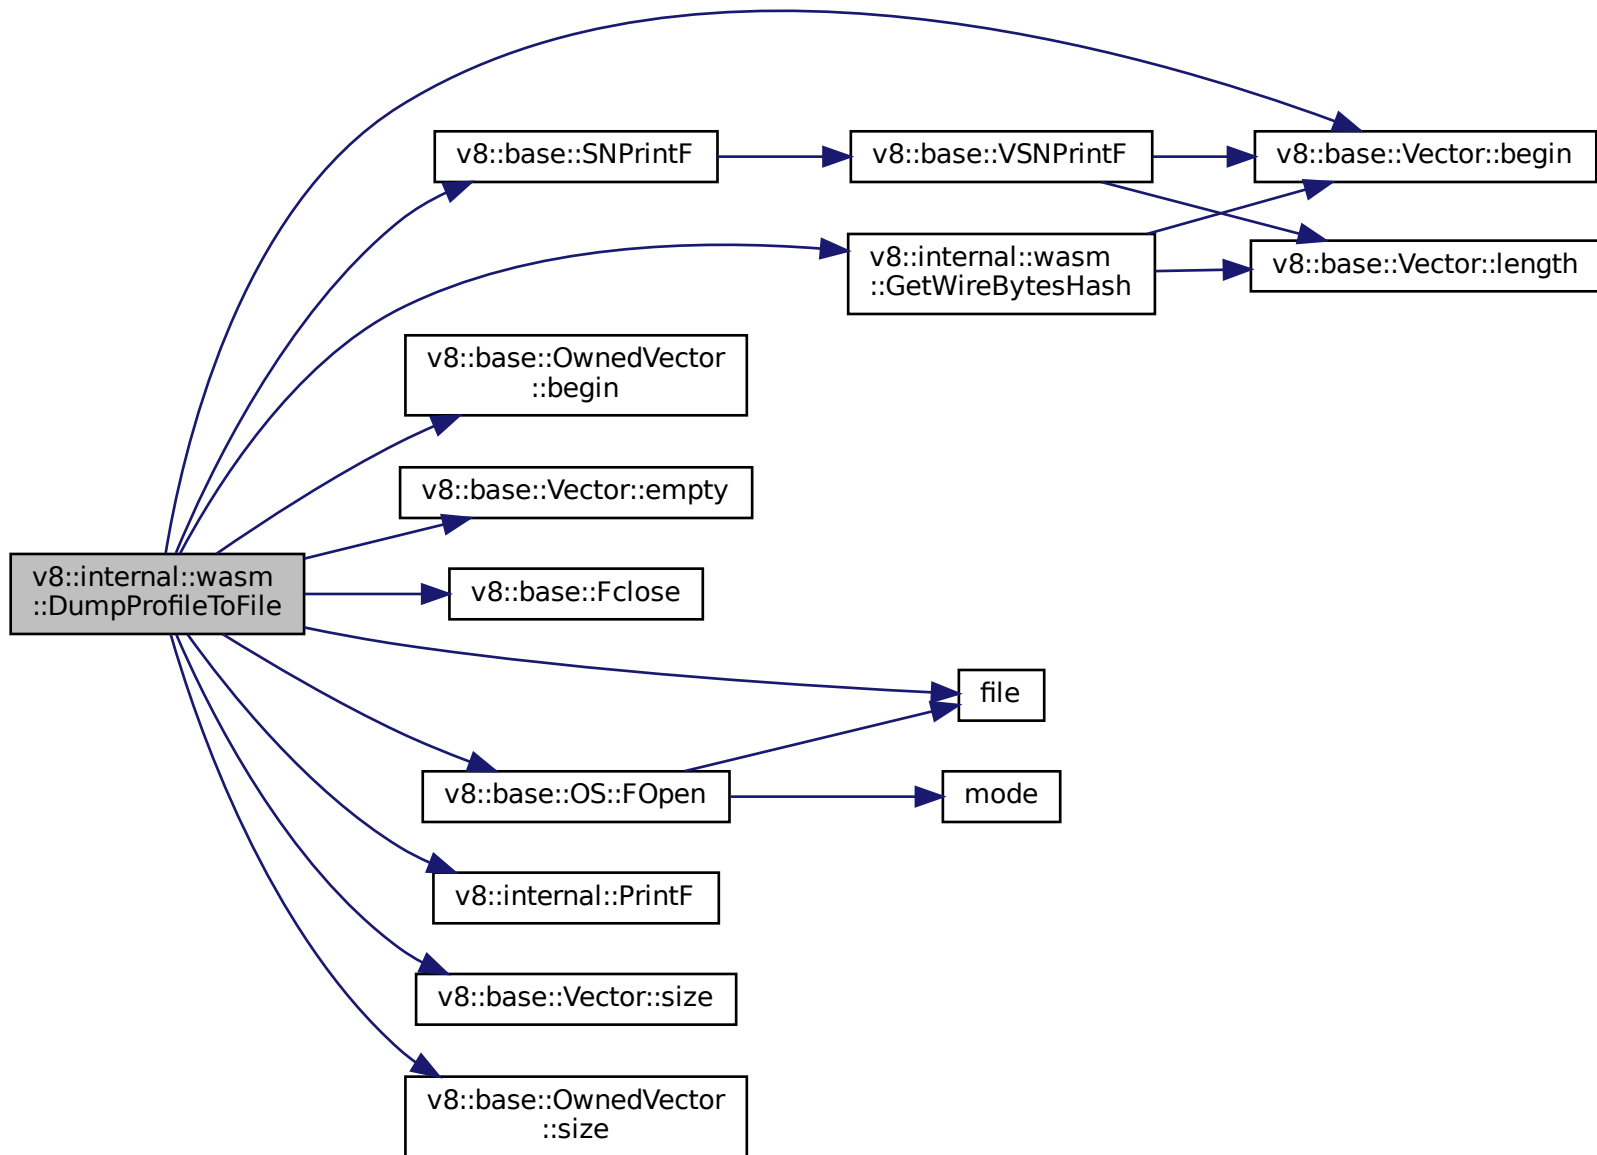 v8::base::SNPrintF
v8::base::VSNPrintF
v8::base::Vector::begin
v8::internal::wasm
::GetWireBytesHash
v8::base::Vector::length
v8::base::OwnedVector
::begin
v8::base::Vector::empty
v8::internal::wasm
::DumpProfileToFile
v8::base::Fclose
file
v8::base::OS::FOpen
mode
v8::internal::PrintF
v8::base::Vector::size
v8::base::OwnedVector
::size